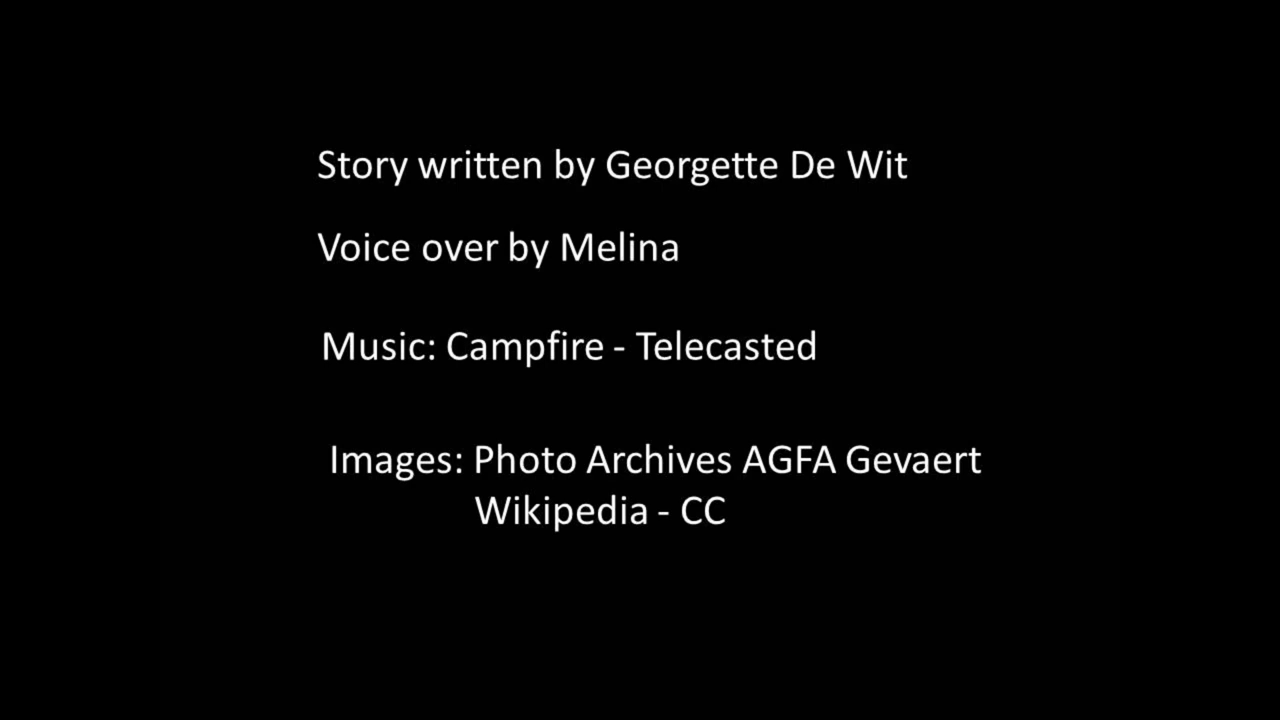 Story written by Georgette De Wit
Voice over by Melina
Music: Campfire - Telecasted
Images: Photo Archives AGFA Gevaert
Wikipedia - CC